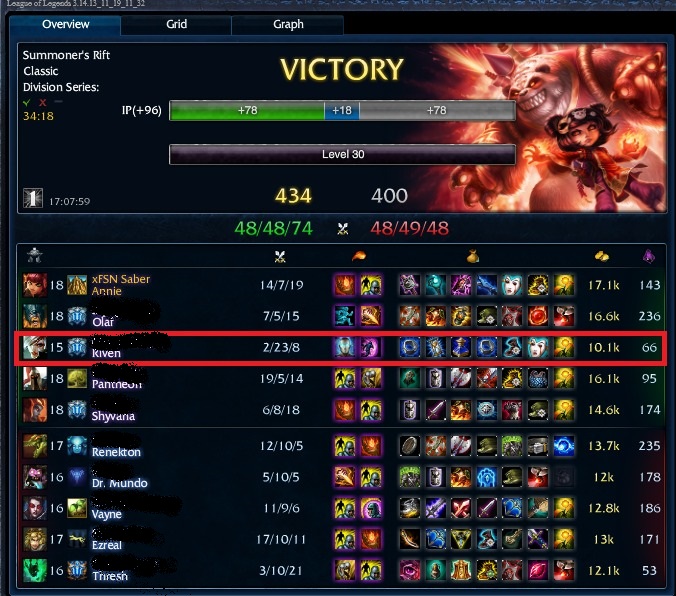 League of Legends 3.14.13_11_19_11_32
Overview Grid Graph
Summoner's Rift
Classic
Division Series:
34:18
VICTORY
IP(+96) +78 +18 +78
Level 30
1 17:07:59
434 400
48/48/74 48/49/48
18 xFSN Saber
Annie 14/7/19 17.1k 143
18 Olaf 7/5/15 16.6k 236
15 Riven 2/23/8 10.1k 66
18 Pantheon 19/5/14 16.1k 95
18 Shyvana 6/8/18 14.6k 174
17 Renekton 12/10/5 13.7k 235
16 Dr. Mundo 5/10/5 12k 178
16 Vayne 11/9/6 12.8k 186
17 Ezreal 17/10/11 13k 171
16 Thresh 3/10/21 12.1k 53